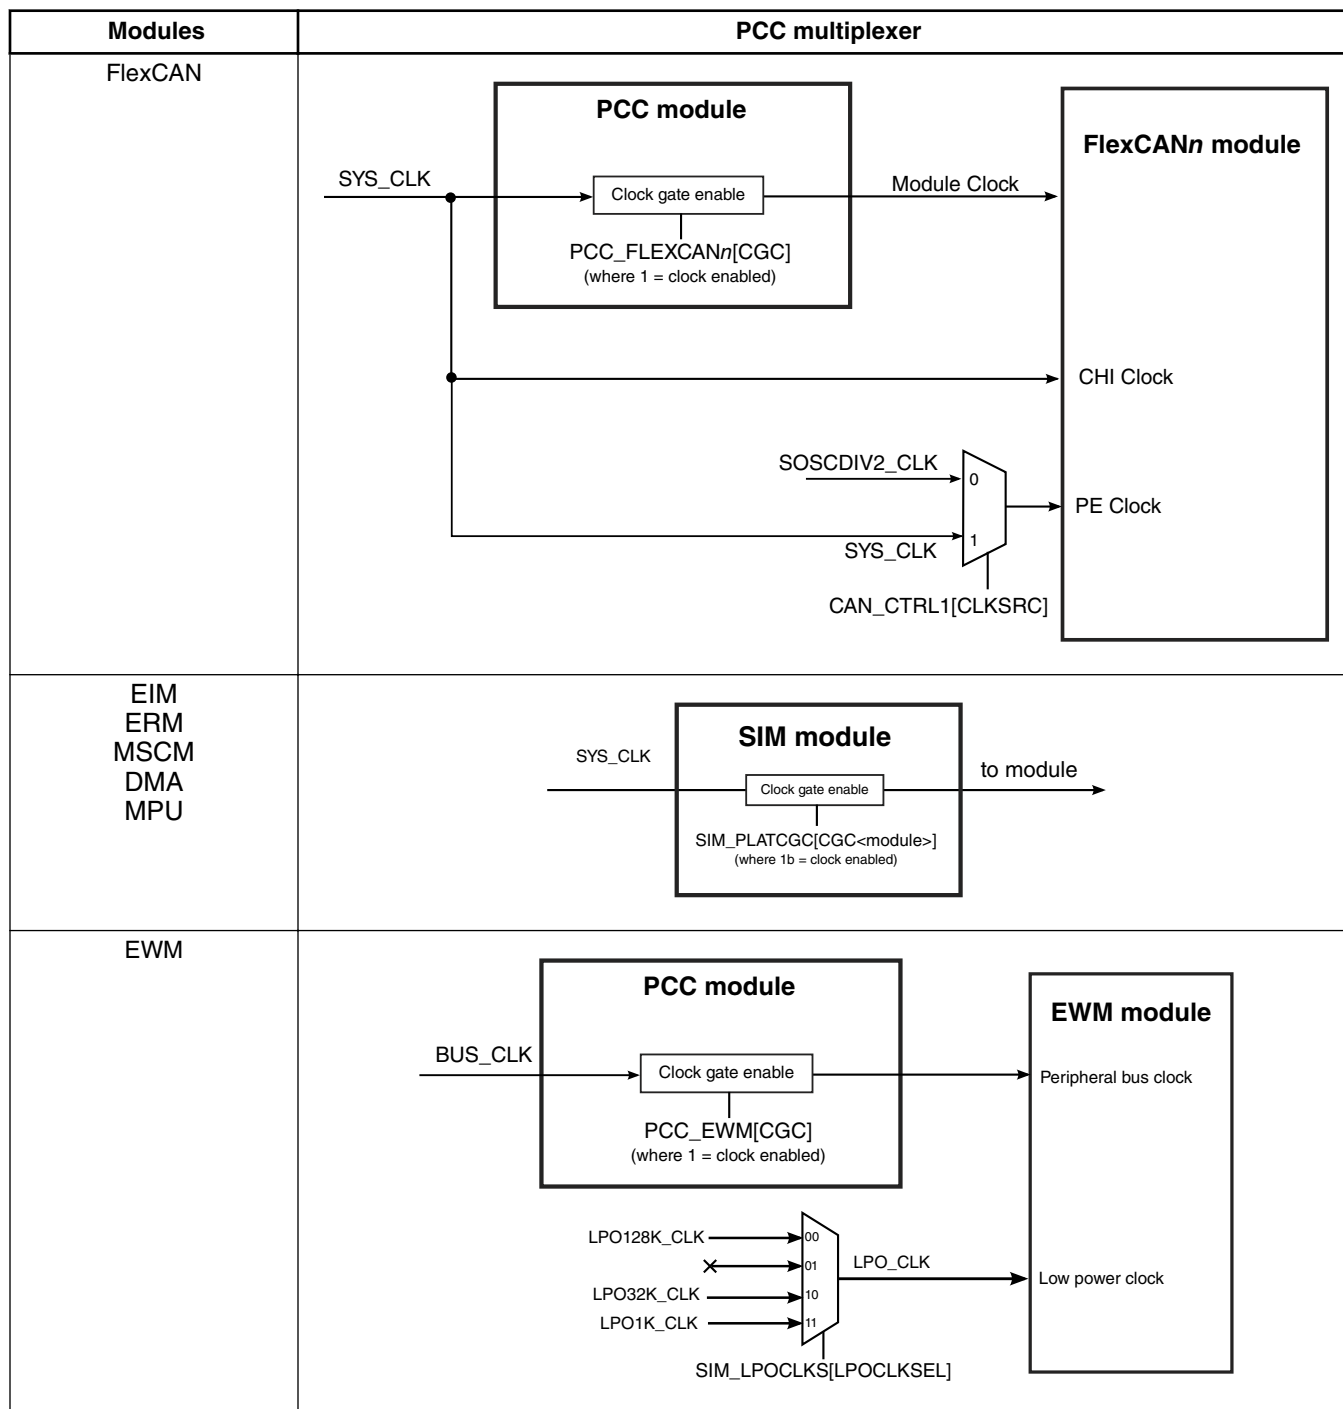 Modules
PCC multiplexer
FlexCAN
PCC module
FlexCANn module
SYS_CLK
Clock gate enable
Module Clock
PCC_FLEXCANn[CGC]
(where 1 = clock enabled)
CHI Clock
SOSCDIV2_CLK
0
PE Clock
1
SYS_CLK
CAN_CTRL1[CLKSRC]
EIM
ERM
MSCM
DMA
MPU
SIM module
SYS_CLK
to module
Clock gate enable
SIM_PLATCGC[CGC<module>]
(where 1b = clock enabled)
EWM
PCC module
EWM module
BUS_CLK
Clock gate enable
Peripheral bus clock
PCC_EWM[CGC]
(where 1 = clock enabled)
LPO128K_CLK
00
01
LPO_CLK
Low power clock
LPO32K_CLK
10
LPO1K_CLK
11
SIM_LPOCLKS[LPOCLKSEL]